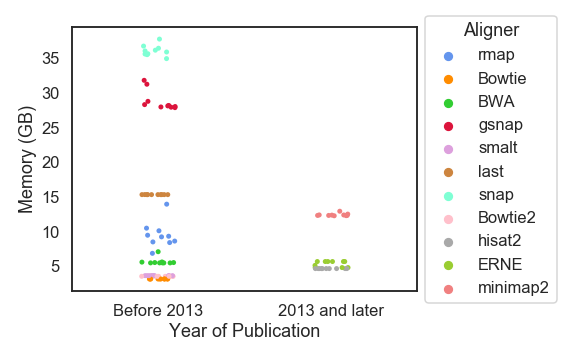 Memory (GB)
35
30
25
20
15
10
5
Before 2013
2013 and later
Year of Publication
Aligner
rmap
Bowtie
BWA
gsnap
smalt
last
snap
Bowtie2
hisat2
ERNE
minimap2